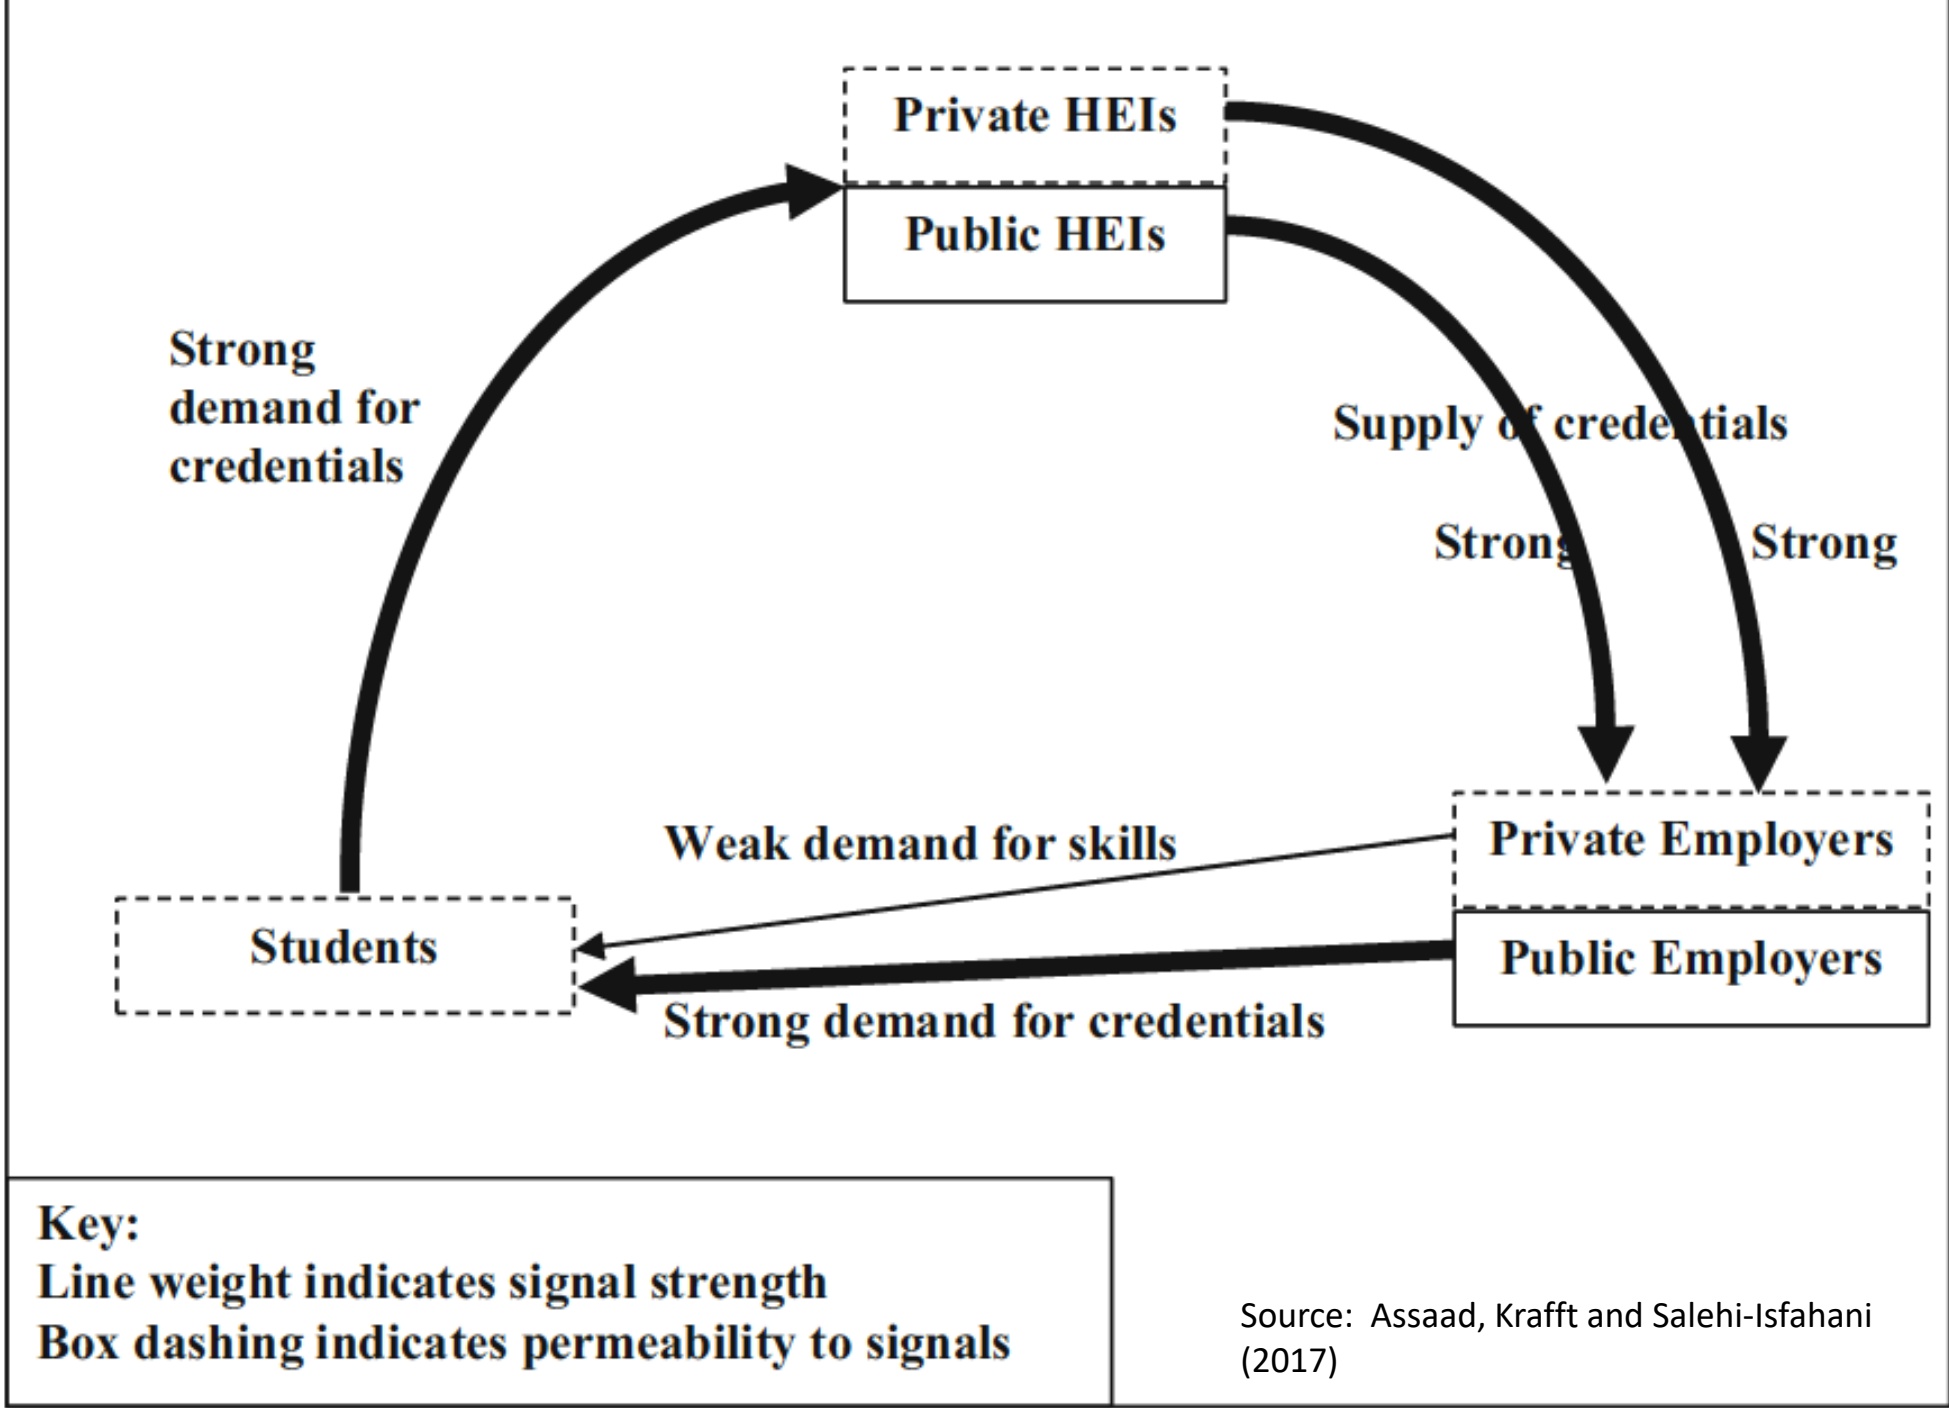 Private HEIs
Public HEIs
Strong
demand for
credentials
Supply of credentials
Strong
Strong
Weak demand for skills
Private Employers
Students
Public Employers
Strong demand for credentials
Key:
Line weight indicates signal strength
Box dashing indicates permeability to signals
Source:  Assaad, Krafft and Salehi-Isfahani
(2017)